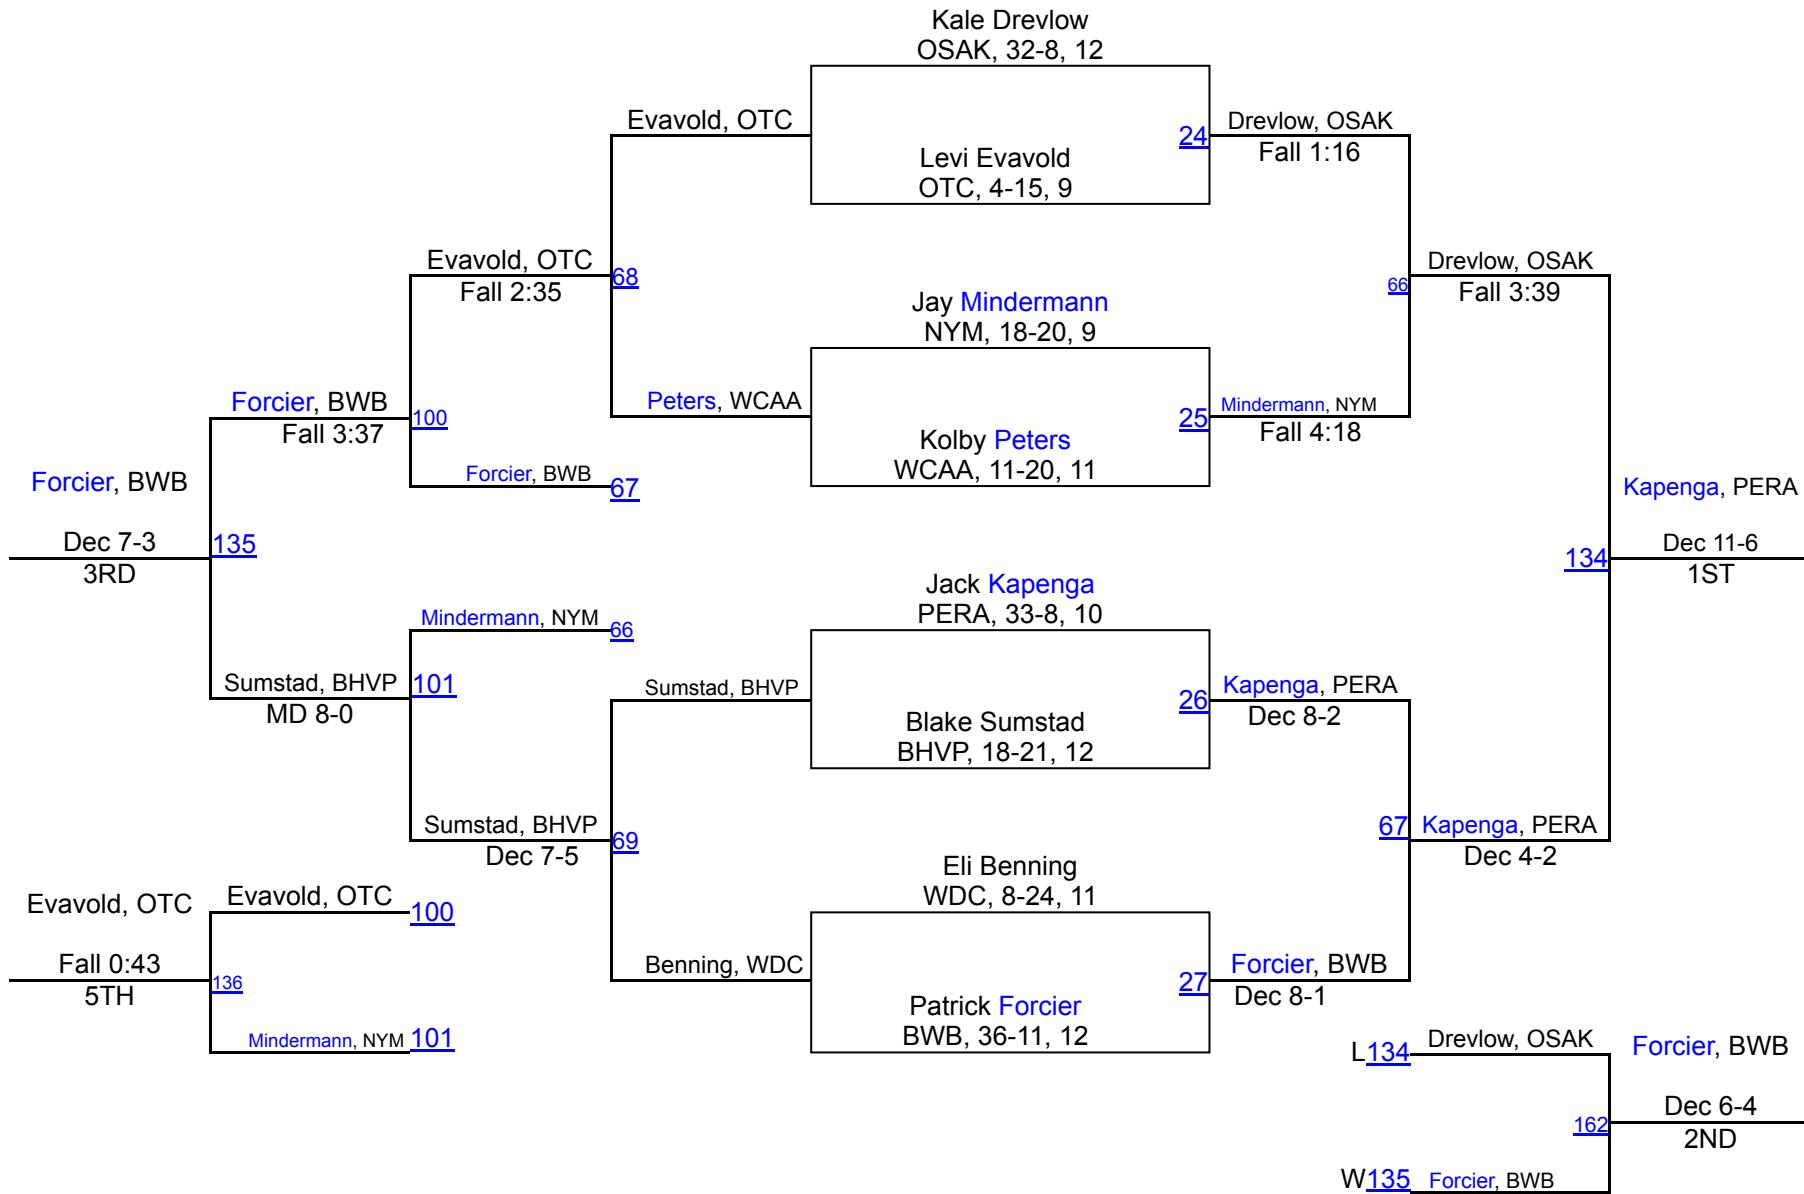 Kale Drevlow
OSAK, 32-8, 12
Evavold, OTC
24
Drevlow, OSAK
Fall 1:16
Levi Evavold
OTC, 4-15, 9
Evavold, OTC
Fall 2:35
68
66
Drevlow, OSAK
Fall 3:39
Jay Mindermann
NYM, 18-20, 9
Forcier, BWB
Fall 3:37
100
Peters, WCAA
25
Mindermann, NYM
Fall 4:18
Kolby Peters
WCAA, 11-20, 11
Forcier, BWB
67
Forcier, BWB
Dec 7-3
3RD
135
Kapenga, PERA
134
Dec 11-6
1ST
Jack Kapenga
PERA, 33-8, 10
Mindermann, NYM
66
Sumstad, BHVP
MD 8-0
101
Sumstad, BHVP
26
Kapenga, PERA
Dec 8-2
Blake Sumstad
BHVP, 18-21, 12
Sumstad, BHVP
Dec 7-5
69
67
Kapenga, PERA
Dec 4-2
Eli Benning
WDC, 8-24, 11
Evavold, OTC
Evavold, OTC
100
Fall 0:43
5TH
136
Benning, WDC
27
Forcier, BWB
Dec 8-1
Patrick Forcier
BWB, 36-11, 12
Mindermann, NYM
101
L134
Drevlow, OSAK
Forcier, BWB
162
Dec 6-4
2ND
W135
Forcier, BWB